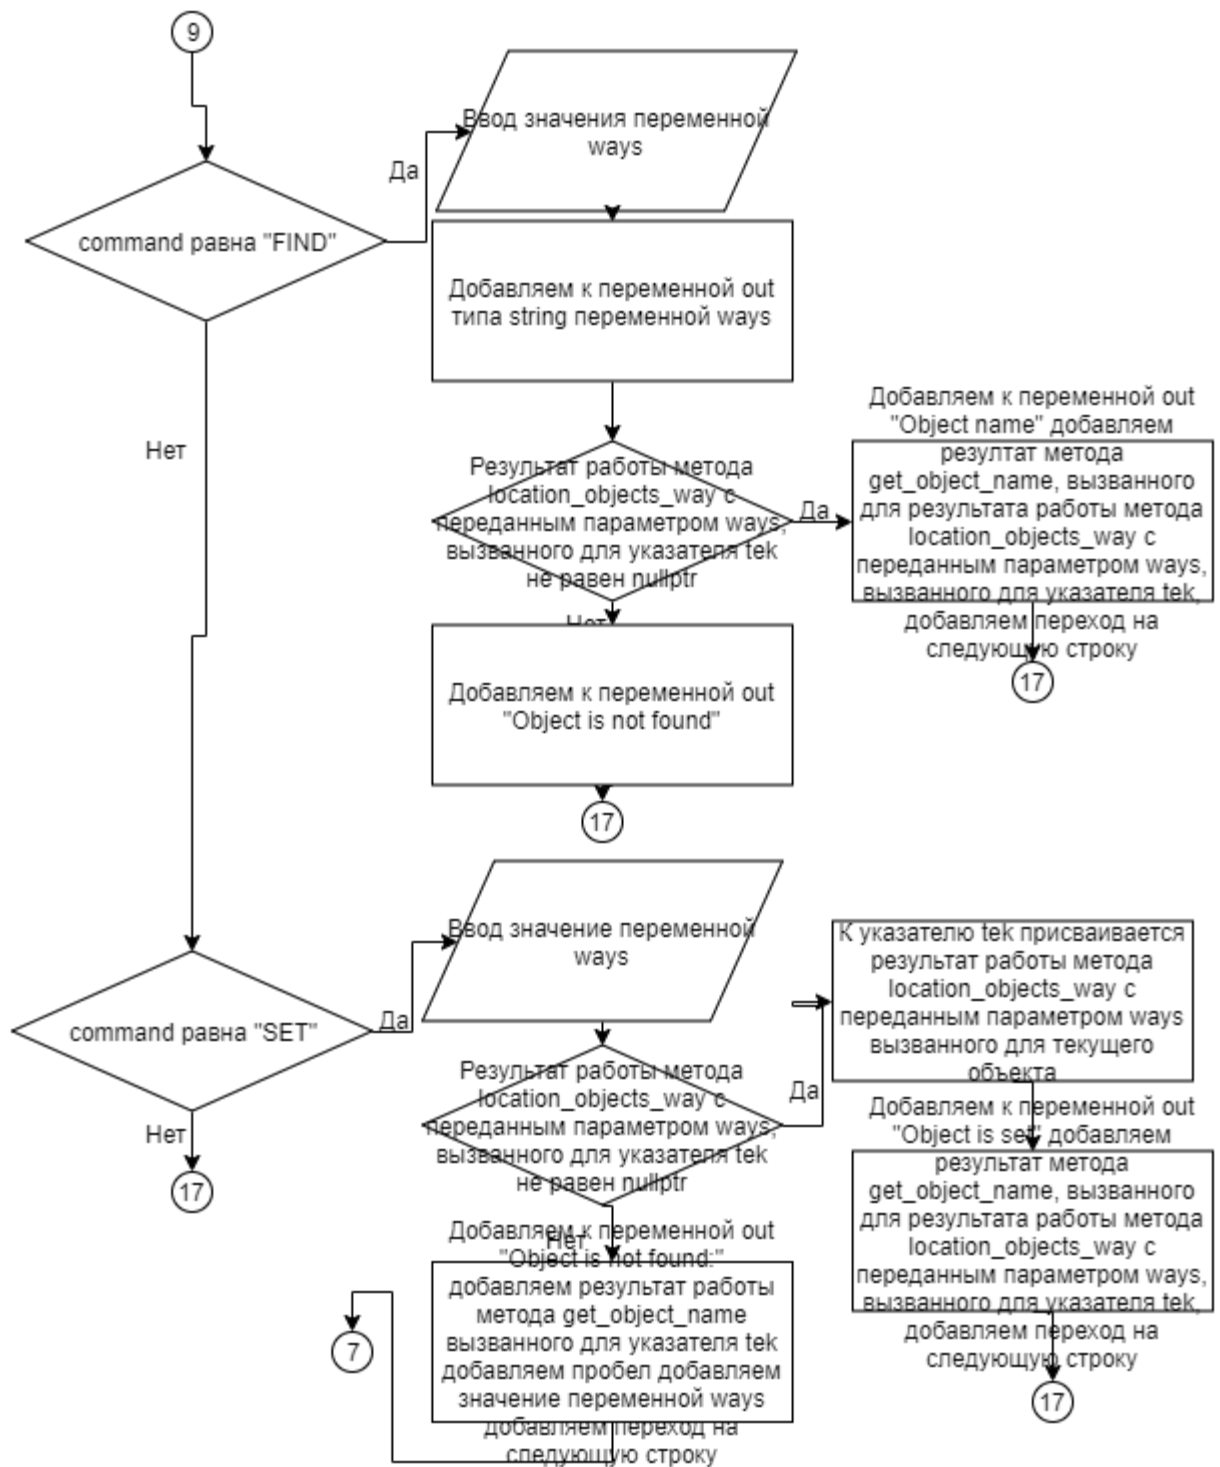 9
Ввод значения переменной
ways
Да
command равна "FIND"
Добавляем к переменной out
типа string переменной ways
Нет
Результат работы метода
location_objects_way с
переданным параметром ways,
вызванного для указателя tek
не равен nullptr
Да
Добавляем к переменной out
"Object name" добавляем
резултат метода
get_object_name, вызванного
для результата работы метода
location_objects_way с
переданным параметром ways,
вызванного для указателя tek,
добавляем переход на
следующую строку
17
Нет
Добавляем к переменной out
"Object is not found"
17
Ввод значение переменной
ways
command равна "SET"
Да
Нет
17
Результат работы метода
location_objects_way с
переданным параметром ways,
вызванного для указателя tek
не равен nullptr
Да
К указателю tek присваивается
результат работы метода
location_objects_way с
переданным параметром ways
вызванного для текущего
объекта
Добавляем к переменной out
"Object is set" добавляем
результат метода
get_object_name, вызванного
для результата работы метода
location_objects_way с
переданным параметром ways,
вызванного для указателя tek,
добавляем переход на
следующую строку
17
Нет
Добавляем к переменной out
"Object is not found:"
добавляем результат работы
метода get_object_name
вызванного для указателя tek
добавляем пробел добавляем
значение переменной ways
добавляем переход на
следующую строку
7